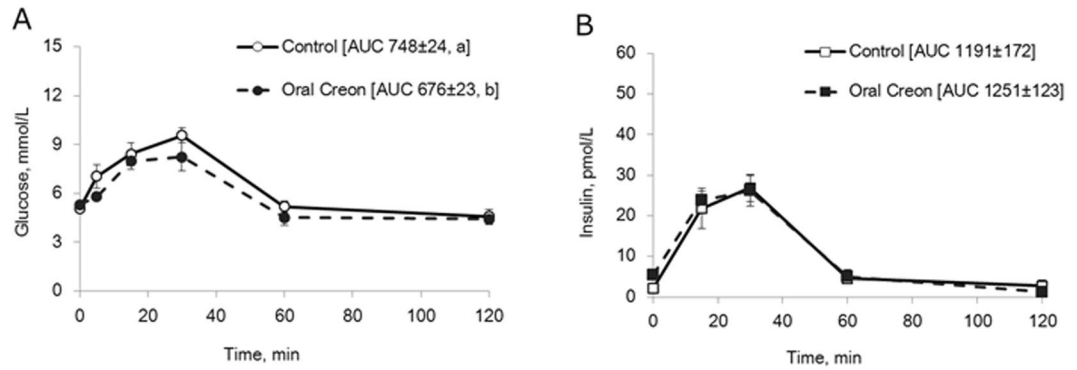 A
15
12
9
6
3
0
Glucose, mmol/L
Control [AUC 748±24, a]
Oral Creon [AUC 676±23, b]
0 20 40 60 80 100 120
Time, min
B
60
50
40
30
20
10
0
Insulin, pmol/L
Control [AUC 1191±172]
Oral Creon [AUC 1251±123]
0 20 40 60 80 100 120
Time, min